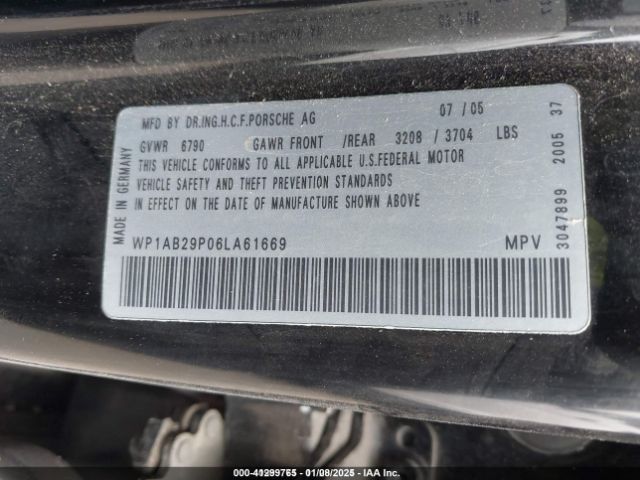 MFD BY DR.ING.H.C.F.PORSCHE AG 07 / 05
GVWR 6790 GAWR FRONT /REAR 3208 / 3704 LBS
THIS VEHICLE CONFORMS TO ALL APPLICABLE U.S.FEDERAL MOTOR
VEHICLE SAFETY AND THEFT PREVENTION STANDARDS
IN EFFECT ON THE DATE OF MANUFACTURE SHOWN ABOVE
WP1AB29P06LA61669 MPV
MADE IN GERMANY
3047899 2005 37
000-41299765 - 01/08/2025 - IAA Inc.